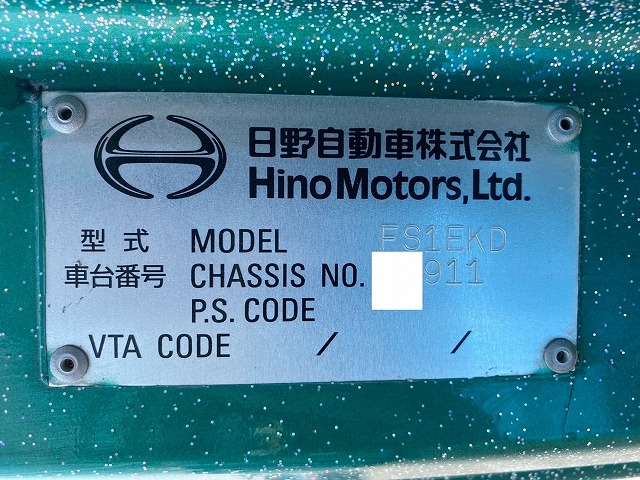 日野自動車株式会社
Hino Motors, Ltd.
型式 MODEL FS1EKD
車台番号 CHASSIS NO. 911
P.S. CODE
VTA CODE / /